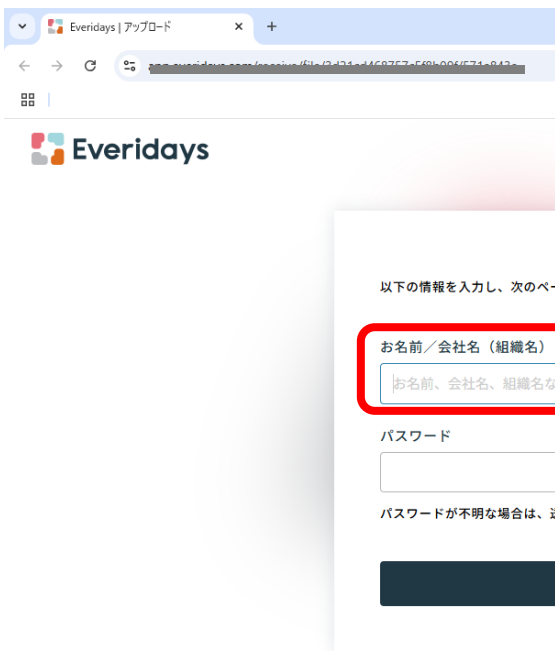 Everidays | アップロード
Everidays
以下の情報を入力し、次のペー
お名前／会社名（組織名）
お名前、会社名、組織名な
パスワード
パスワードが不明な場合は、